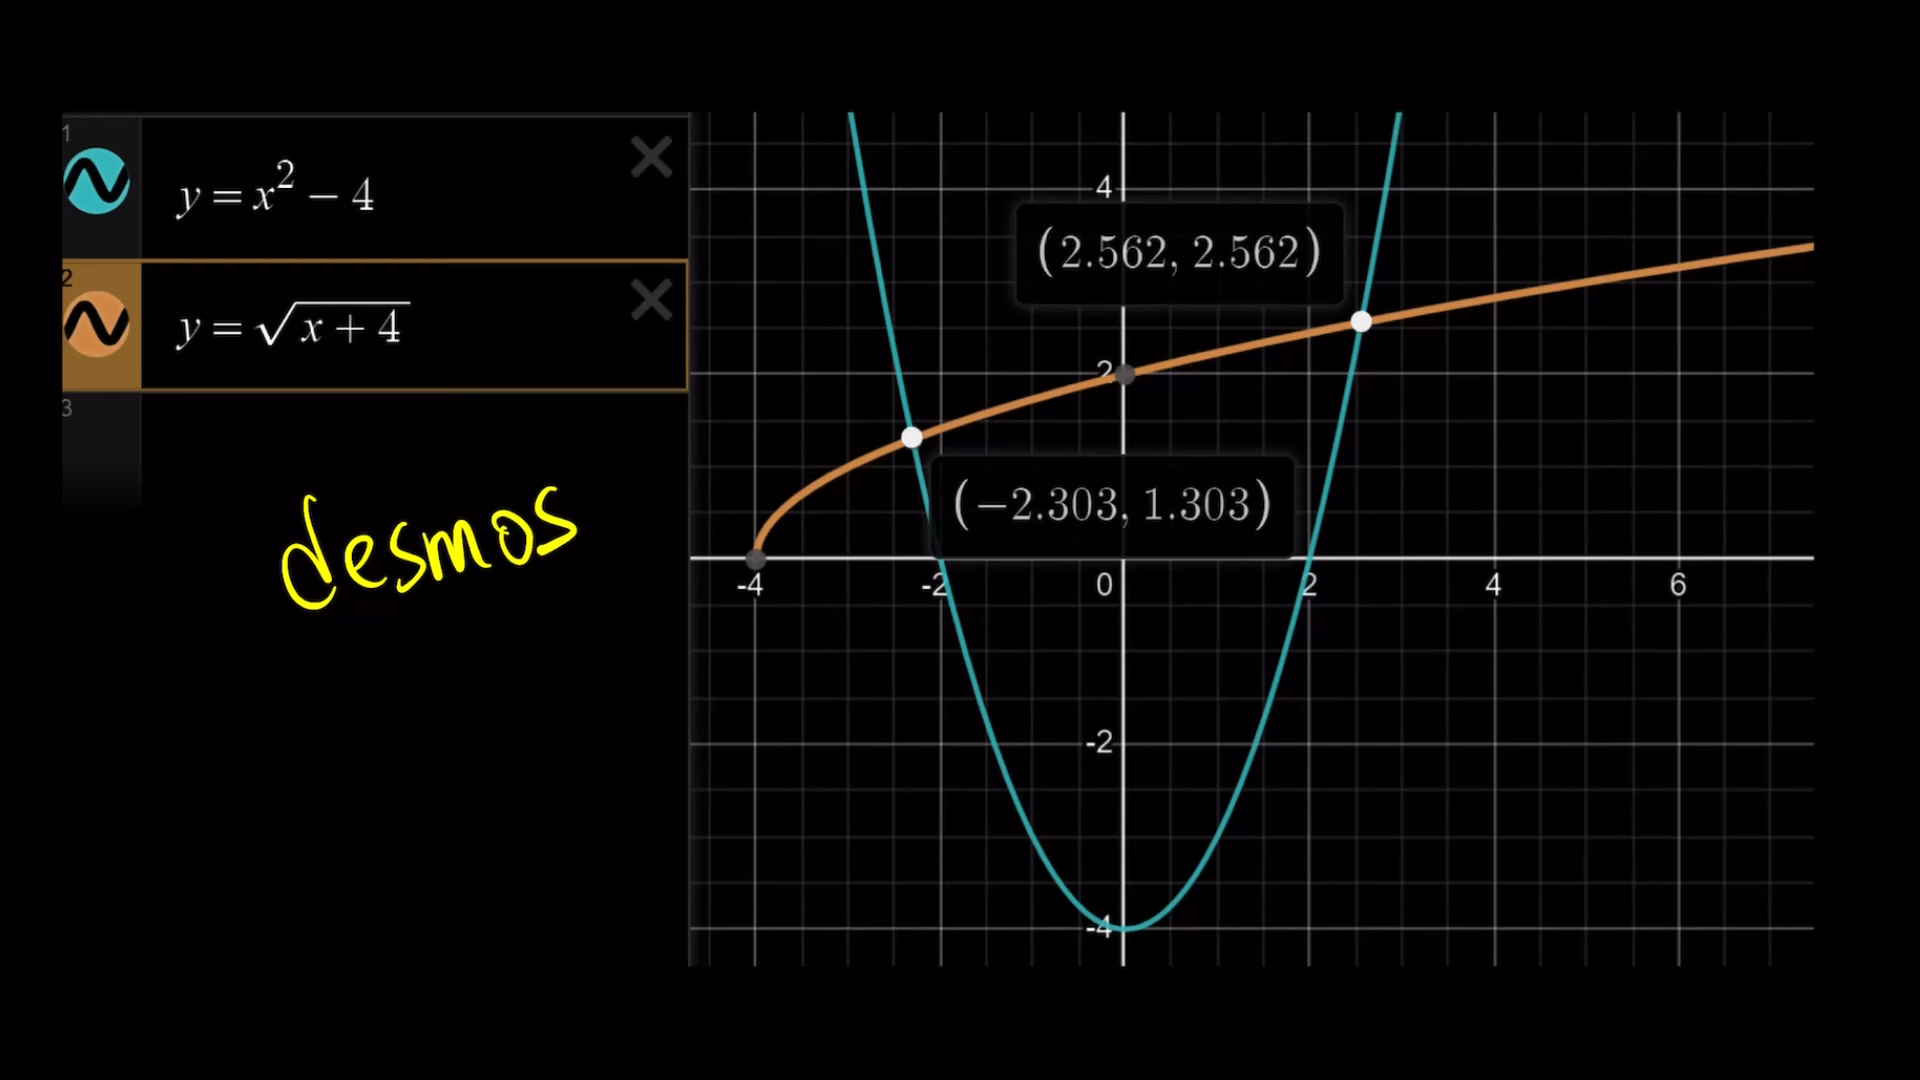 1
y = x² − 4
2
y = √(x + 4)
3
desmos
4
(2.562, 2.562)
2
(−2.303, 1.303)
-4 -2 0 2 4 6
-2
-4